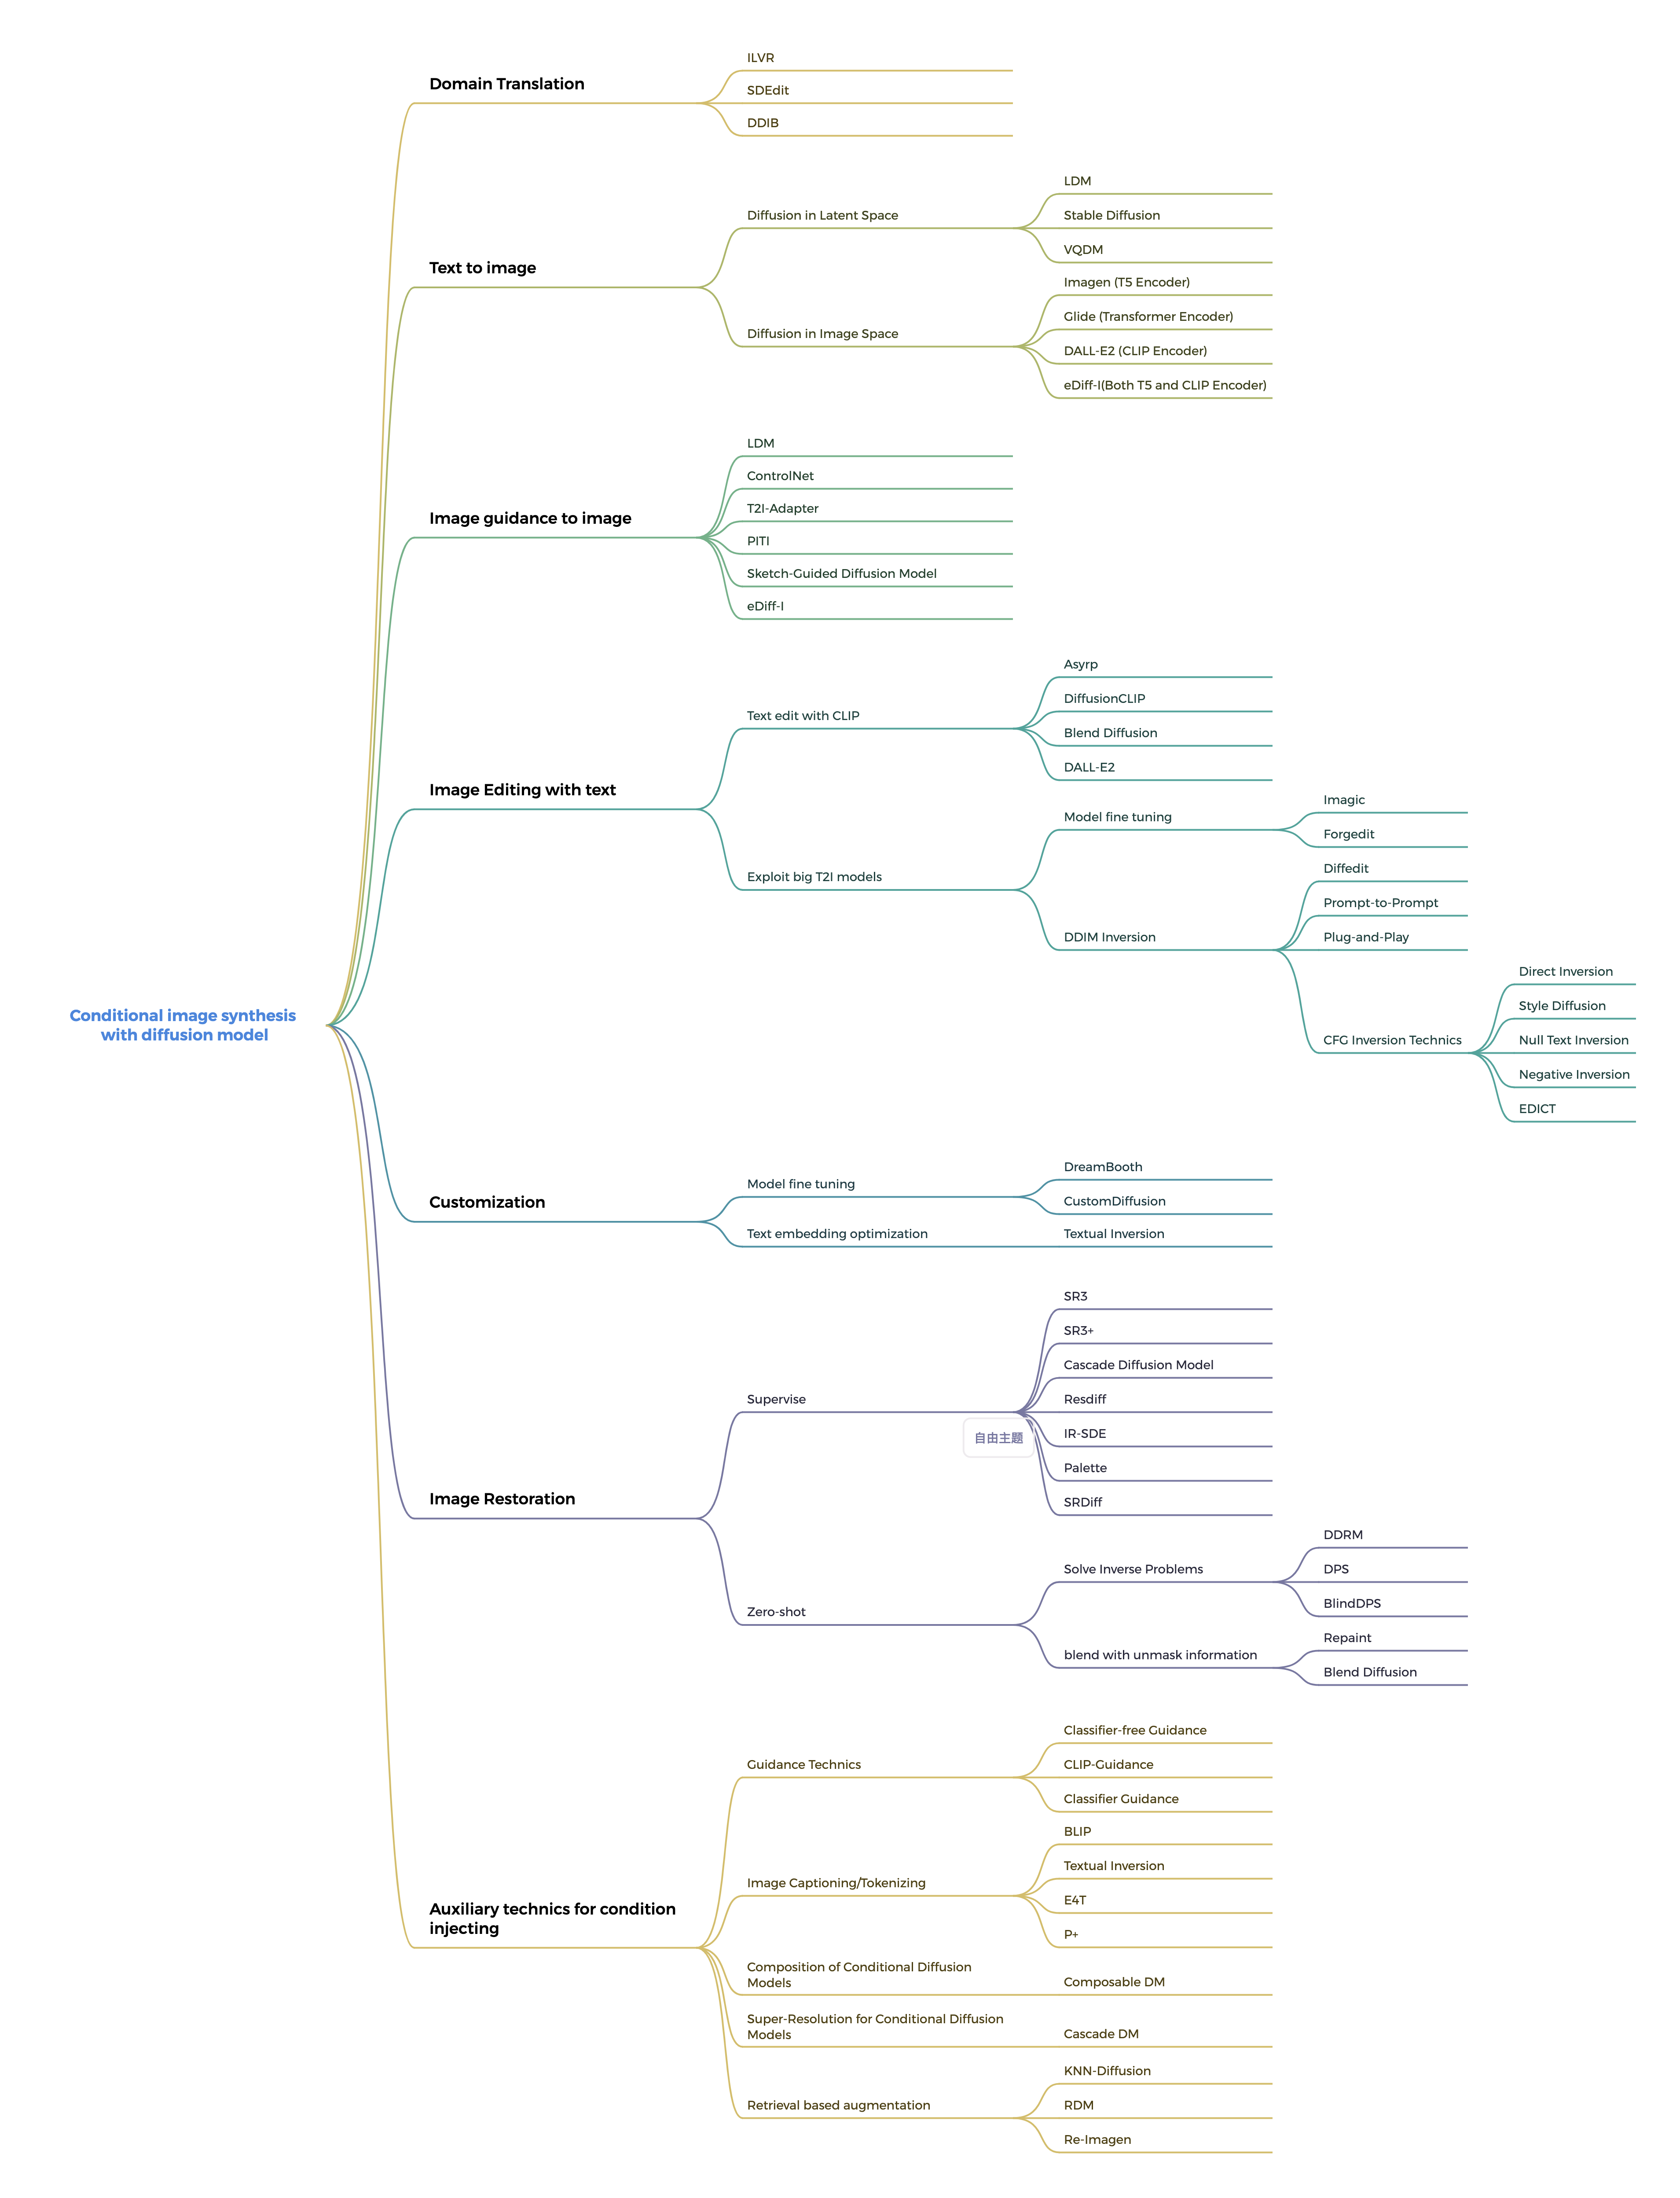 Conditional image synthesis
with diffusion model
Domain Translation
ILVR
SDEdit
DDIB
Text to image
Diffusion in Latent Space
LDM
Stable Diffusion
VQDM
Diffusion in Image Space
Imagen (T5 Encoder)
Glide (Transformer Encoder)
DALL-E2 (CLIP Encoder)
eDiff-I(Both T5 and CLIP Encoder)
Image guidance to image
LDM
ControlNet
T2I-Adapter
PITI
Sketch-Guided Diffusion Model
eDiff-I
Image Editing with text
Text edit with CLIP
Asyrp
DiffusionCLIP
Blend Diffusion
DALL-E2
Exploit big T2I models
Model fine tuning
Imagic
Forgedit
DDIM Inversion
Diffedit
Prompt-to-Prompt
Plug-and-Play
CFG Inversion Technics
Direct Inversion
Style Diffusion
Null Text Inversion
Negative Inversion
EDICT
Customization
Model fine tuning
DreamBooth
CustomDiffusion
Text embedding optimization
Textual Inversion
Image Restoration
Supervise
SR3
SR3+
Cascade Diffusion Model
Resdiff
IR-SDE
Palette
SRDiff
自由主题
Zero-shot
Solve Inverse Problems
DDRM
DPS
BlindDPS
blend with unmask information
Repaint
Blend Diffusion
Auxiliary technics for condition
injecting
Guidance Technics
Classifier-free Guidance
CLIP-Guidance
Classifier Guidance
Image Captioning/Tokenizing
BLIP
Textual Inversion
E4T
P+
Composition of Conditional Diffusion
Models
Composable DM
Super-Resolution for Conditional Diffusion
Models
Cascade DM
Retrieval based augmentation
KNN-Diffusion
RDM
Re-Imagen